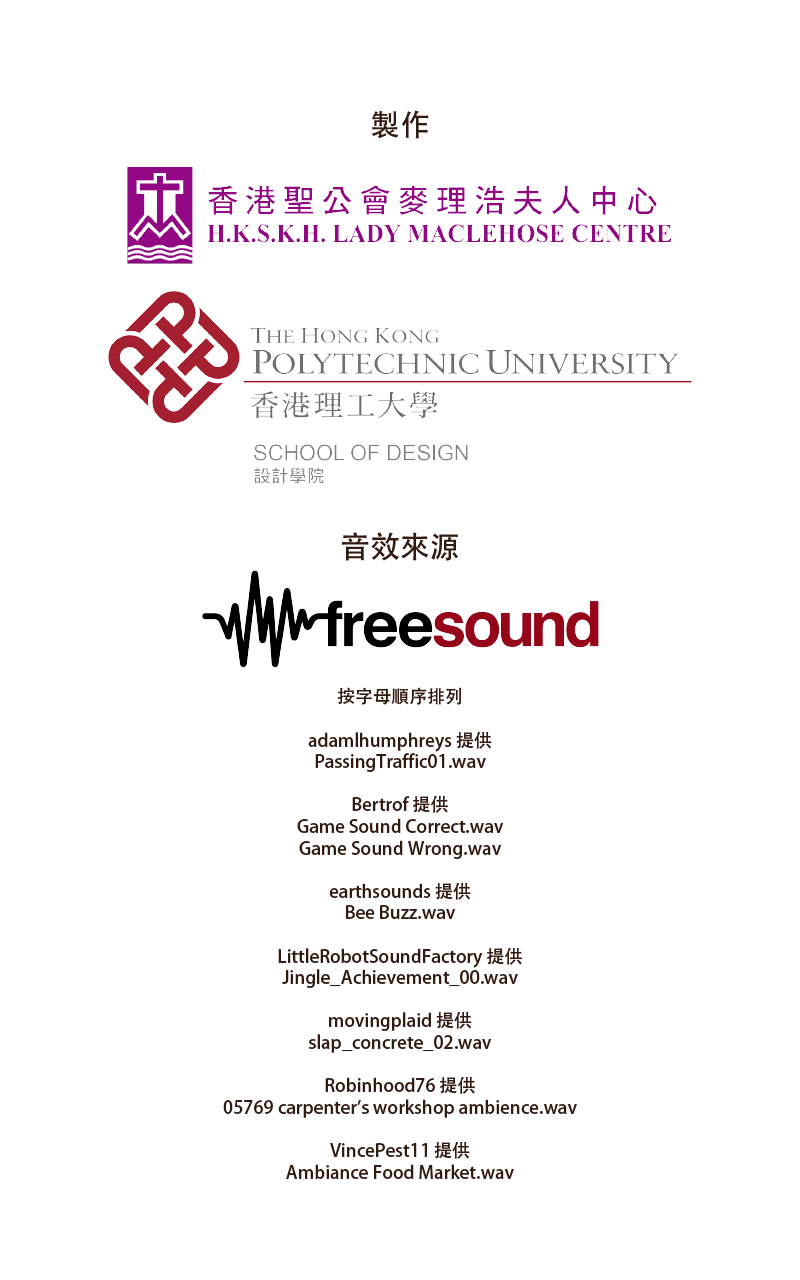 製作
香港聖公會麥理浩夫人中心
H.K.S.K.H. LADY MACLEHOSE CENTRE
THE HONG KONG
POLYTECHNIC UNIVERSITY
香港理工大學
SCHOOL OF DESIGN
設計學院
音效來源
freesound
按字母順序排列
adamlhumphreys 提供
PassingTraffic01.wav
Bertrof 提供
Game Sound Correct.wav
Game Sound Wrong.wav
earthsounds 提供
Bee Buzz.wav
LittleRobotSoundFactory 提供
Jingle_Achievement_00.wav
movingplaid 提供
slap_concrete_02.wav
Robinhood76 提供
05769 carpenter’s workshop ambience.wav
VincePest11 提供
Ambiance Food Market.wav